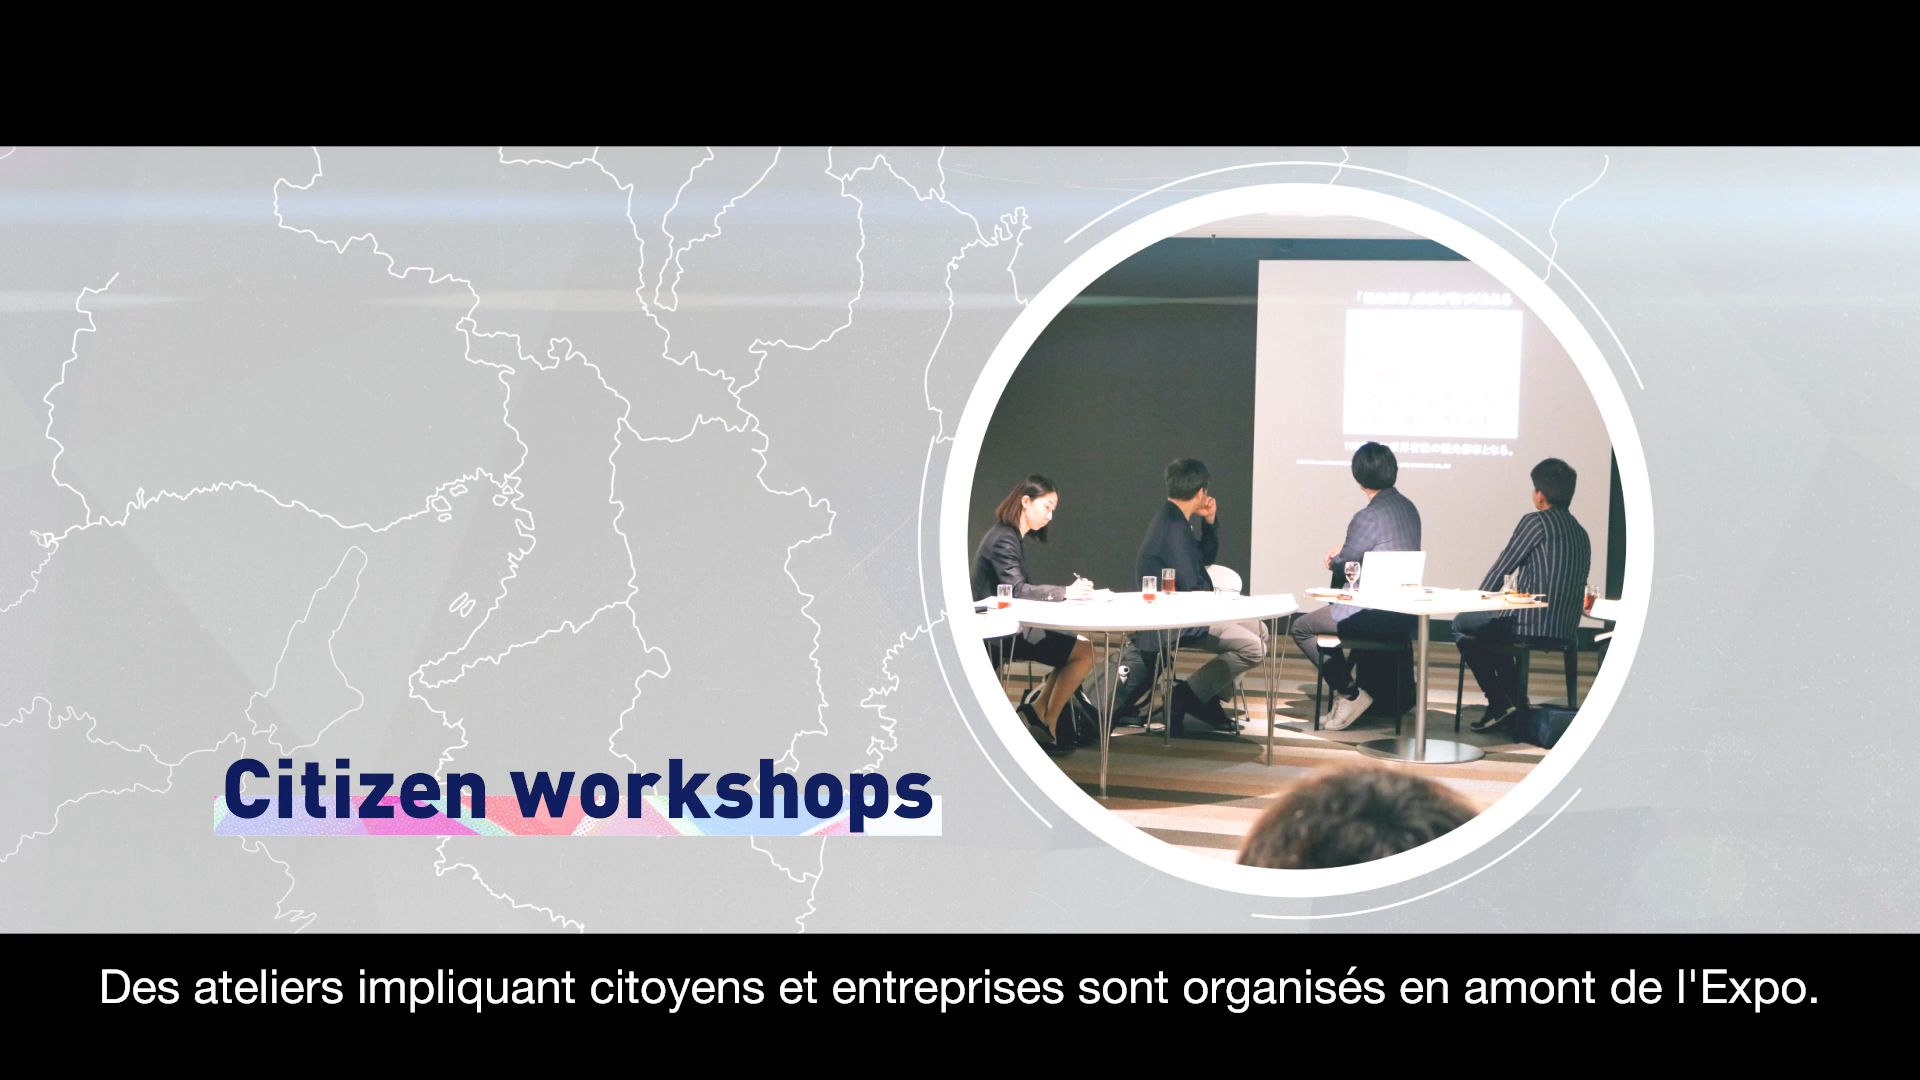 Citizen workshops
Des ateliers impliquant citoyens et entreprises sont organisés en amont de l'Expo.